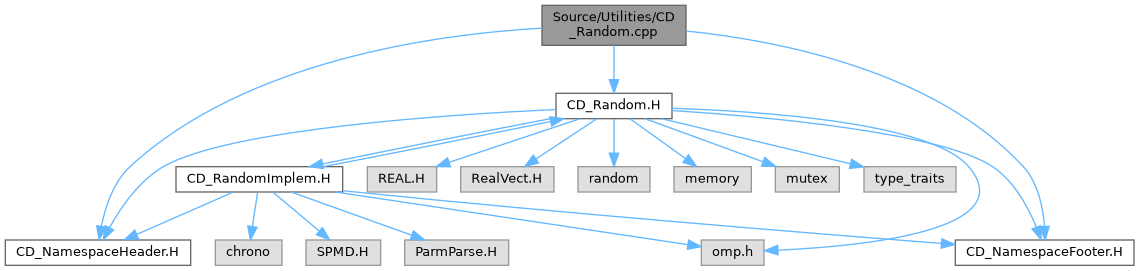 Source/Utilities/CD
_Random.cpp
CD_Random.H
CD_RandomImplem.H
REAL.H
RealVect.H
random
memory
mutex
type_traits
CD_NamespaceHeader.H
chrono
SPMD.H
ParmParse.H
omp.h
CD_NamespaceFooter.H